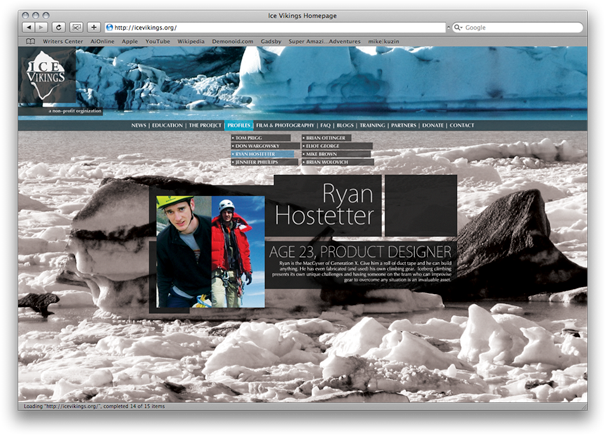 Ice Vikings Homepage
http://icevikings.org/
Google
Writers Center AiOnline Apple YouTube Wikipedia Demonoid.com Gadsby Super Amazi...Adventures mike:kuzin
ICE
VIKINGS
a non-profit organization
NEWS | EDUCATION | THE PROJECT | PROFILES | FILM & PHOTOGRAPHY | FAQ | BLOGS | TRAINING | PARTNERS | DONATE | CONTACT
• TOM PRIGG • BRIAN OTTINGER
• DON WARGOWSKY • ELIOT GEORGE
• RYAN HOSTETTER • MIKE BROWN
• JENNIFER PHILLIPS • BRIAN WOLOVICH
Ryan
Hostetter
AGE 23, PRODUCT DESIGNER
Ryan is the MacGyver of Generation X. Give him a roll of duct tape and he can build
anything. He has even fabricated (and used) his own climbing gear. Iceberg climbing
presents its own unique challenges and having someone on the team who can improvise
gear to overcome any situation is an invaluable asset.
Loading "http://icevikings.org/", completed 14 of 15 items